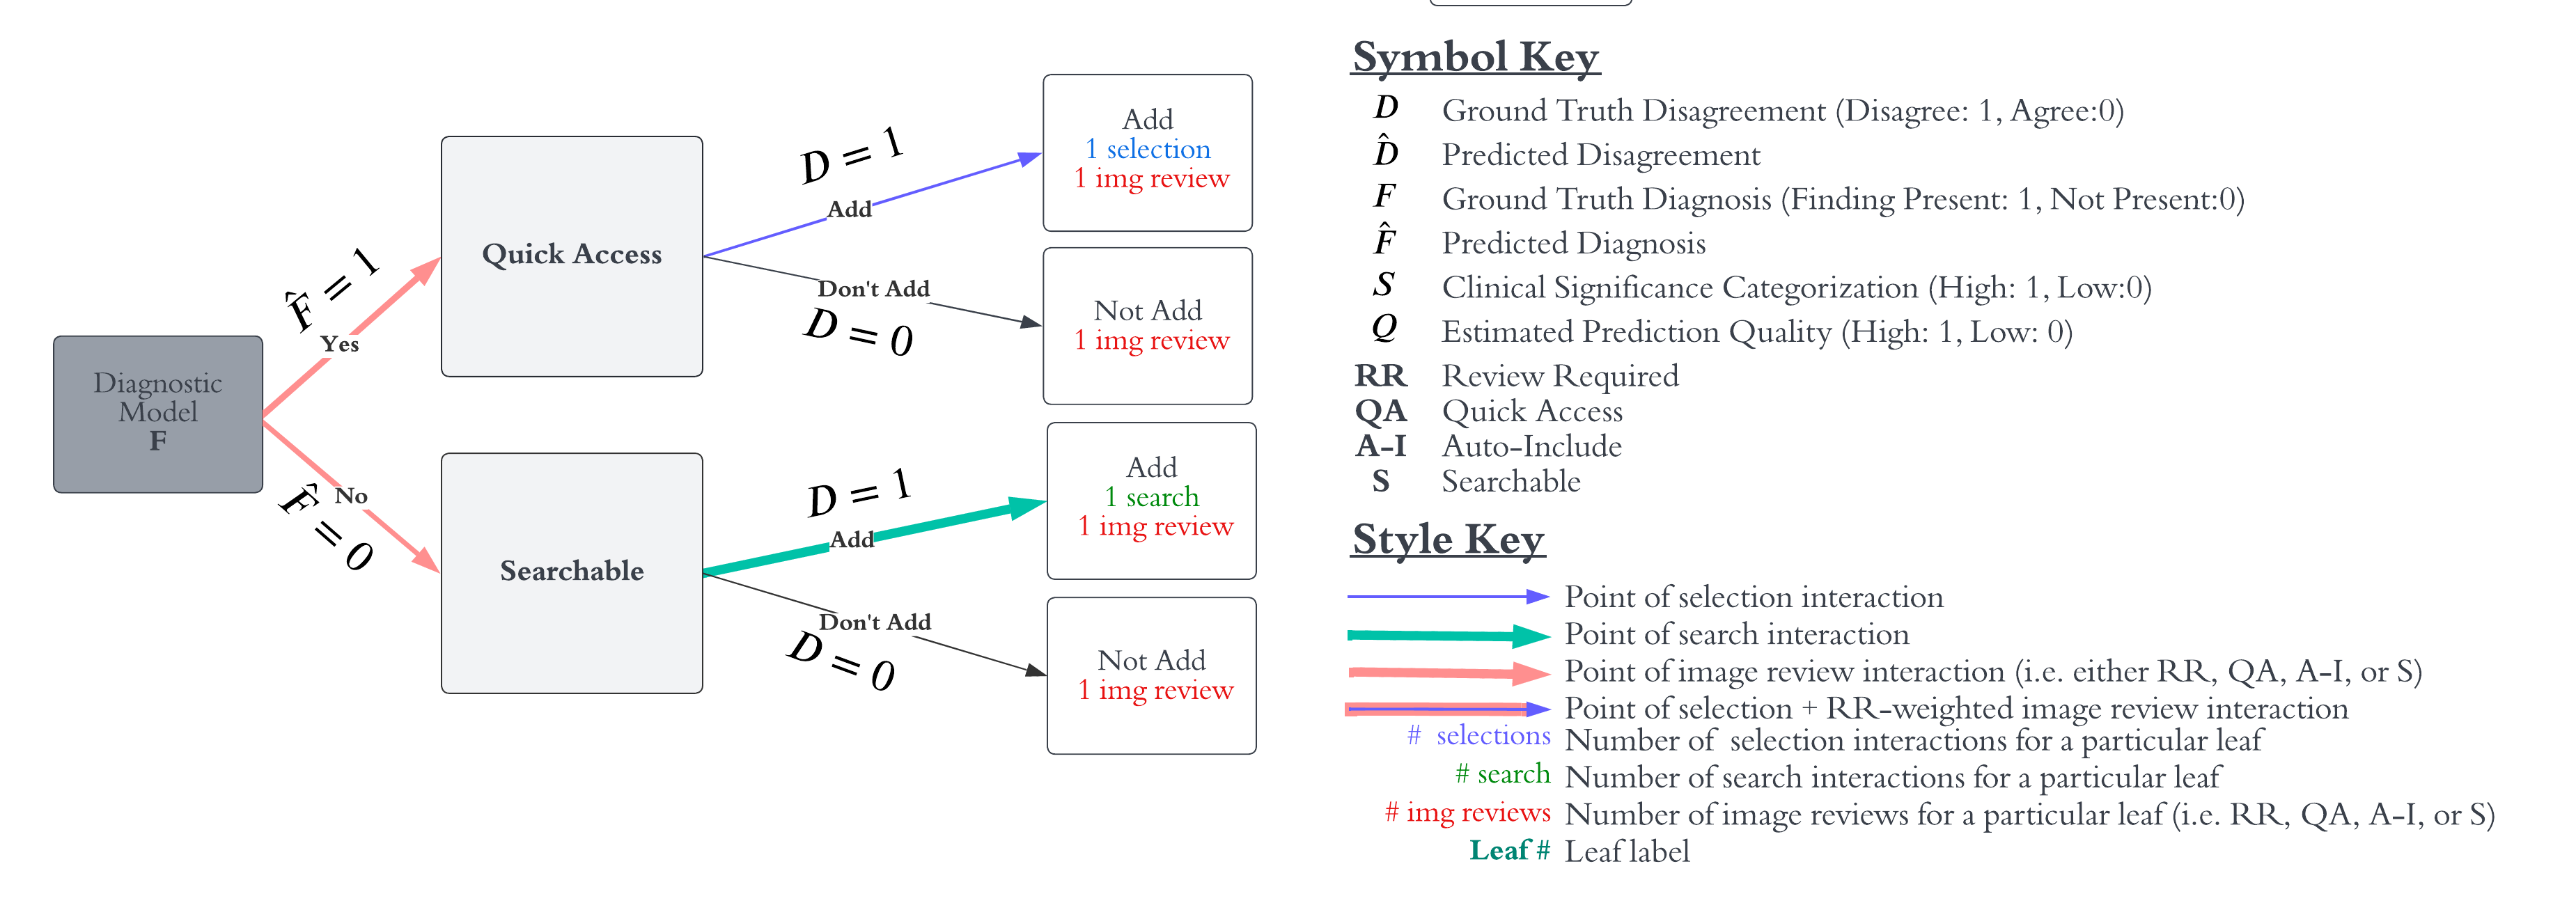 Diagnostic
Model
F
F̂ = 1
Yes
No
F̂ = 0
Quick Access
Searchable
D = 1
Add
Don't Add
D = 0
D = 1
Add
Don't Add
D = 0
Add
1 selection
1 img review
Not Add
1 img review
Add
1 search
1 img review
Not Add
1 img review
Symbol Key
D Ground Truth Disagreement (Disagree: 1, Agree:0)
D̂ Predicted Disagreement
F Ground Truth Diagnosis (Finding Present: 1, Not Present:0)
F̂ Predicted Diagnosis
S Clinical Significance Categorization (High: 1, Low:0)
Q Estimated Prediction Quality (High: 1, Low: 0)
RR Review Required
QA Quick Access
A-I Auto-Include
S Searchable
Style Key
Point of selection interaction
Point of search interaction
Point of image review interaction (i.e. either RR, QA, A-I, or S)
Point of selection + RR-weighted image review interaction
# selections Number of selection interactions for a particular leaf
# search Number of search interactions for a particular leaf
# img reviews Number of image reviews for a particular leaf (i.e. RR, QA, A-I, or S)
Leaf # Leaf label